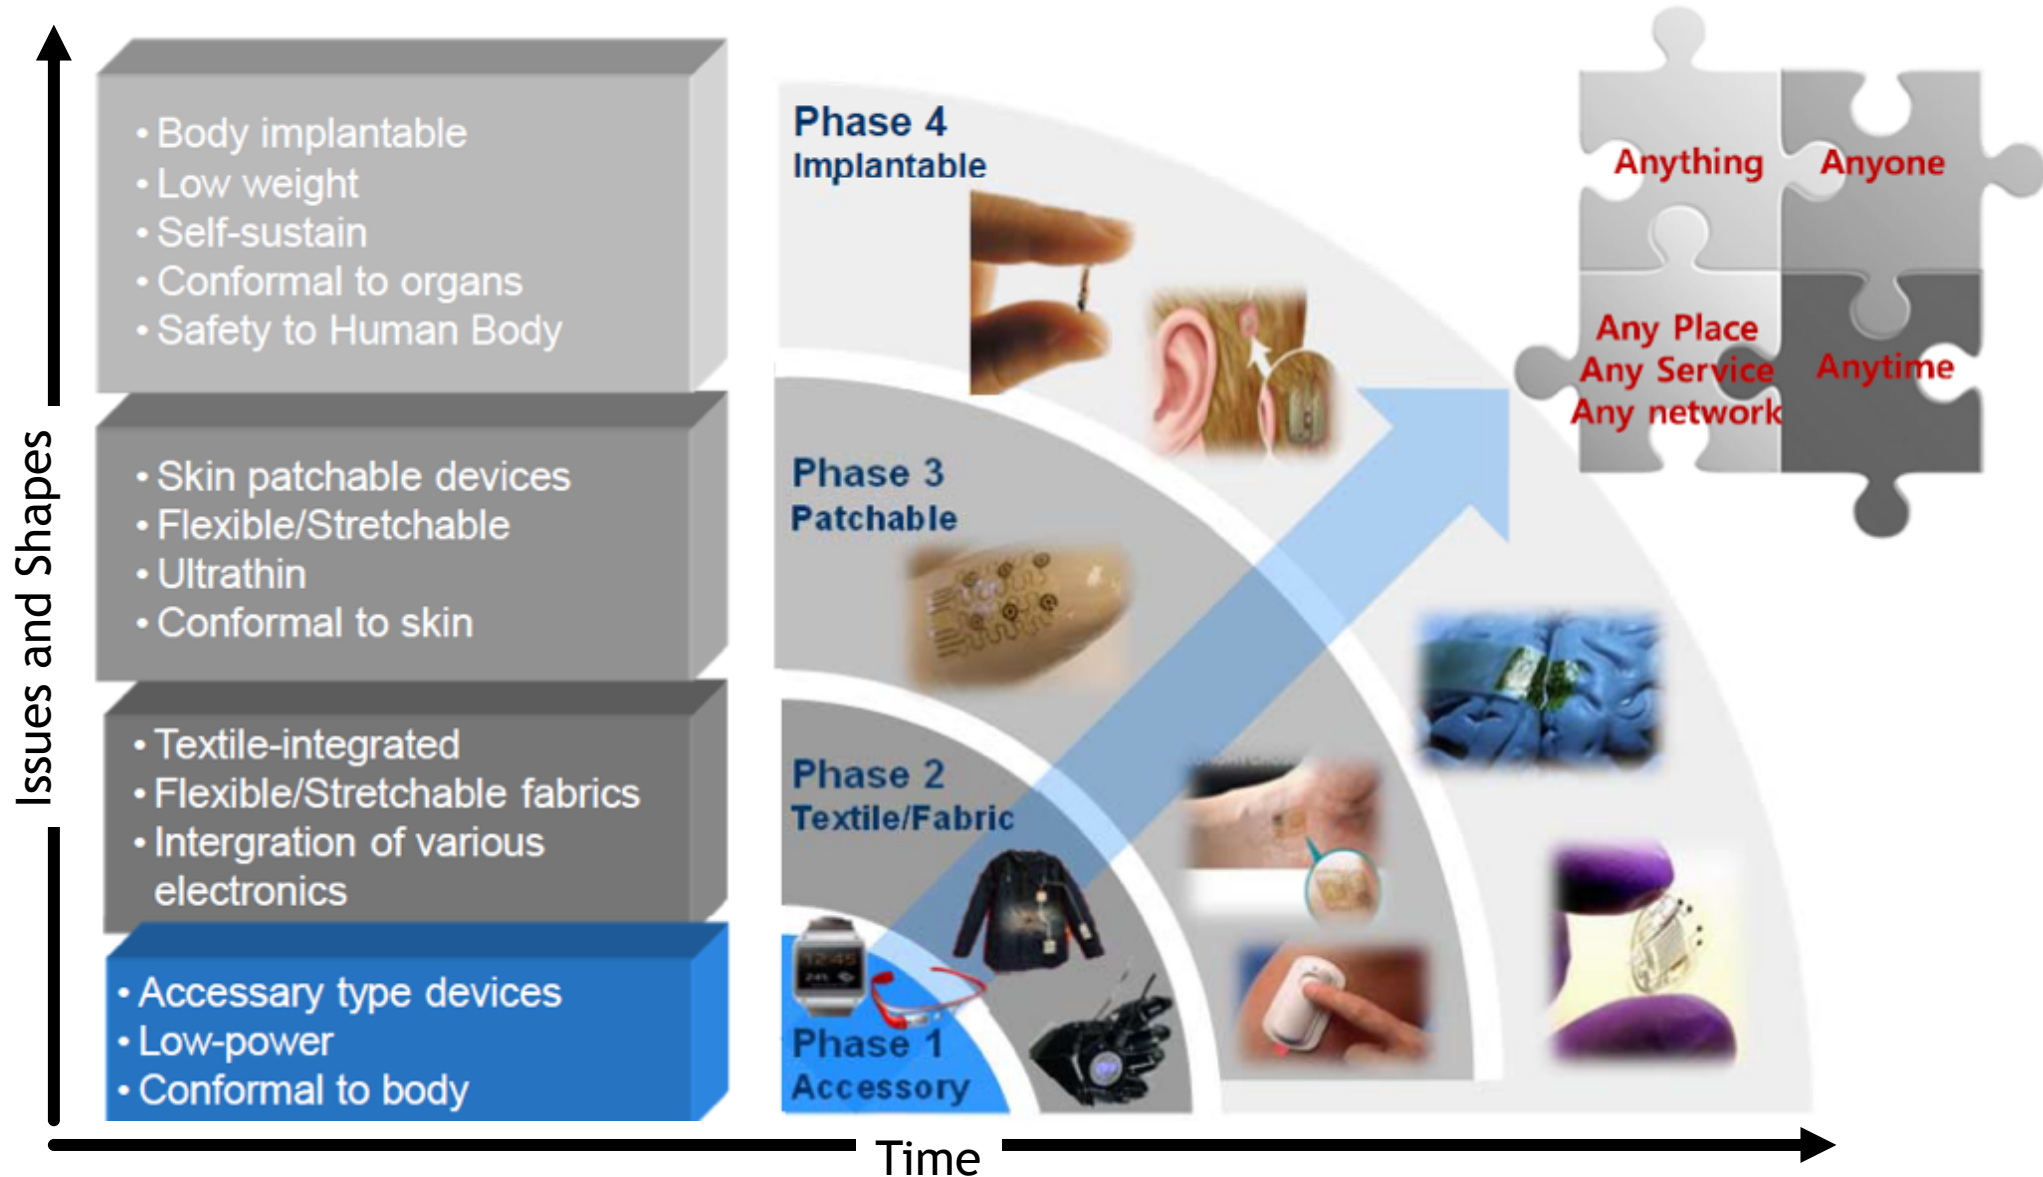 Issues and Shapes
• Body implantable
• Low weight
• Self-sustain
• Conformal to organs
• Safety to Human Body
• Skin patchable devices
• Flexible/Stretchable
• Ultrathin
• Conformal to skin
• Textile-integrated
• Flexible/Stretchable fabrics
• Intergration of various
electronics
• Accessary type devices
• Low-power
• Conformal to body
Phase 4
Implantable
Phase 3
Patchable
Phase 2
Textile/Fabric
12:45
Phase 1
Accessory
Anything
Anyone
Any Place
Any Service
Any network
Anytime
Time